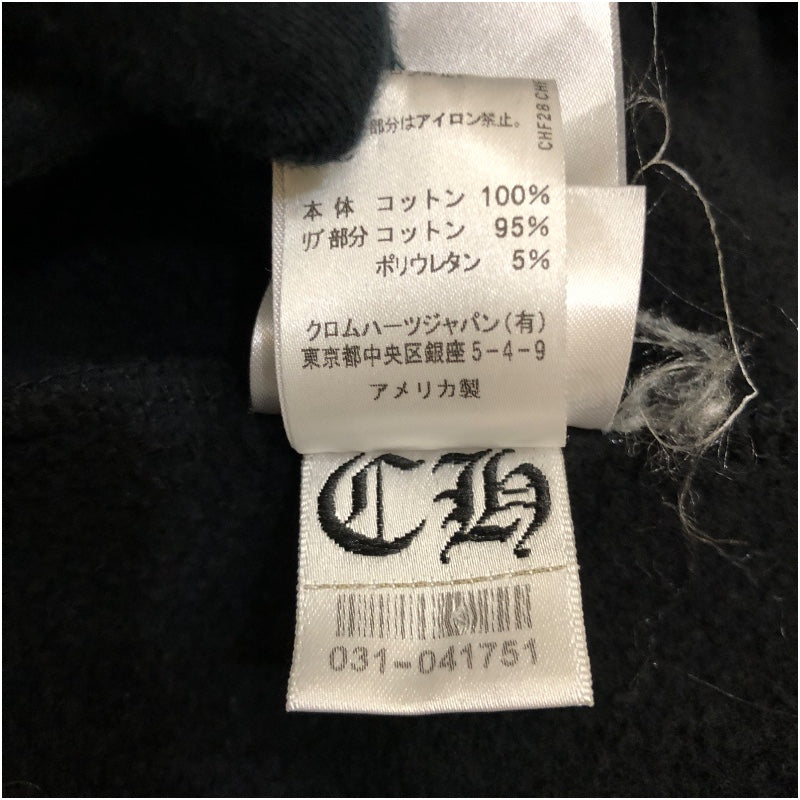 部分はアイロン禁止。
CHF28 CHF
本体 コットン 100%
リブ部分 コットン 95%
ポリウレタン 5%
クロムハーツジャパン(有)
東京都中央区銀座5-4-9
アメリカ製
CH
031-041751